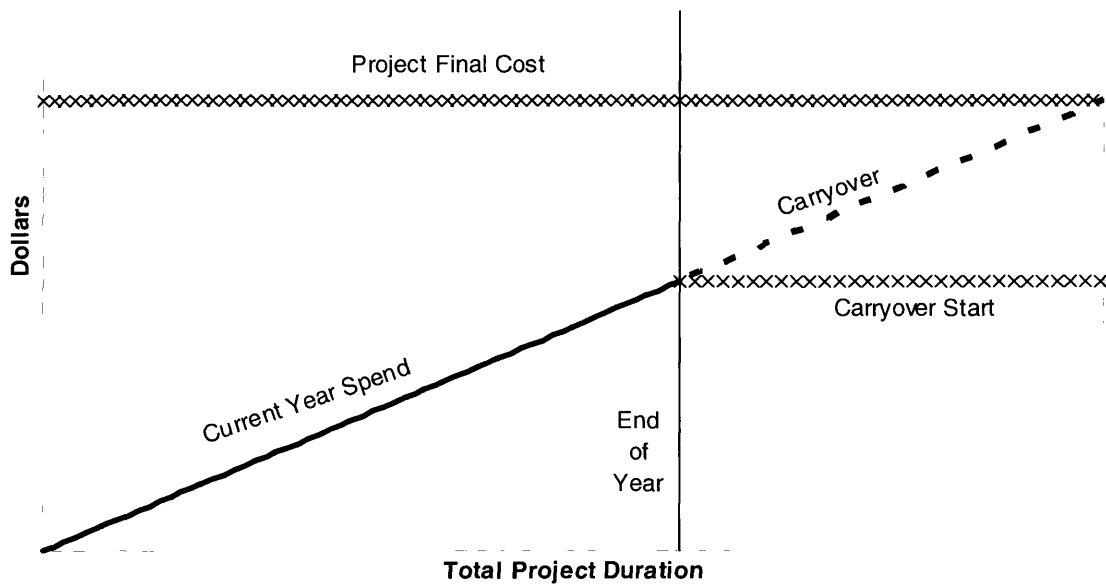 Project Final Cost
Dollars
Carryover
Carryover Start
Current Year Spend
End
of
Year
Total Project Duration